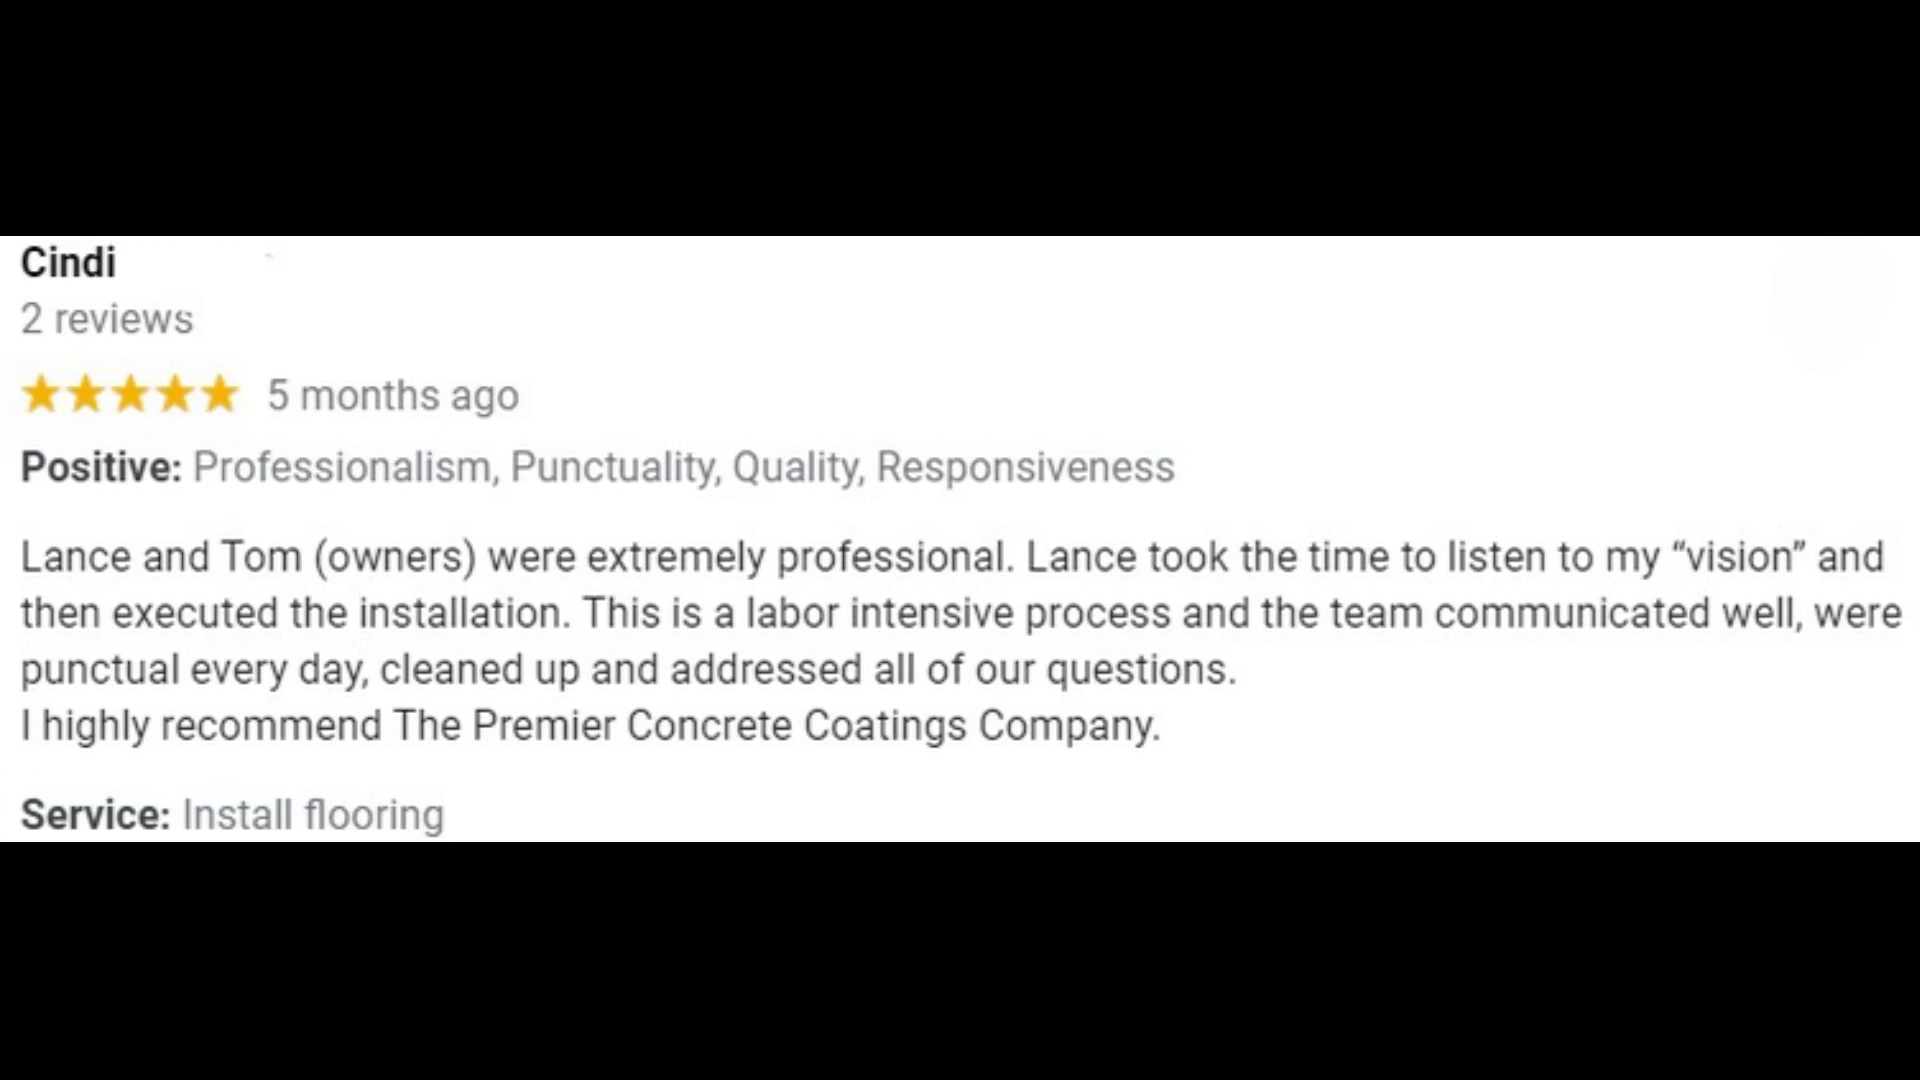 Cindi
2 reviews
5 months ago
Positive: Professionalism, Punctuality, Quality, Responsiveness
Lance and Tom (owners) were extremely professional. Lance took the time to listen to my “vision” and
then executed the installation. This is a labor intensive process and the team communicated well, were
punctual every day, cleaned up and addressed all of our questions.
I highly recommend The Premier Concrete Coatings Company.
Service: Install flooring